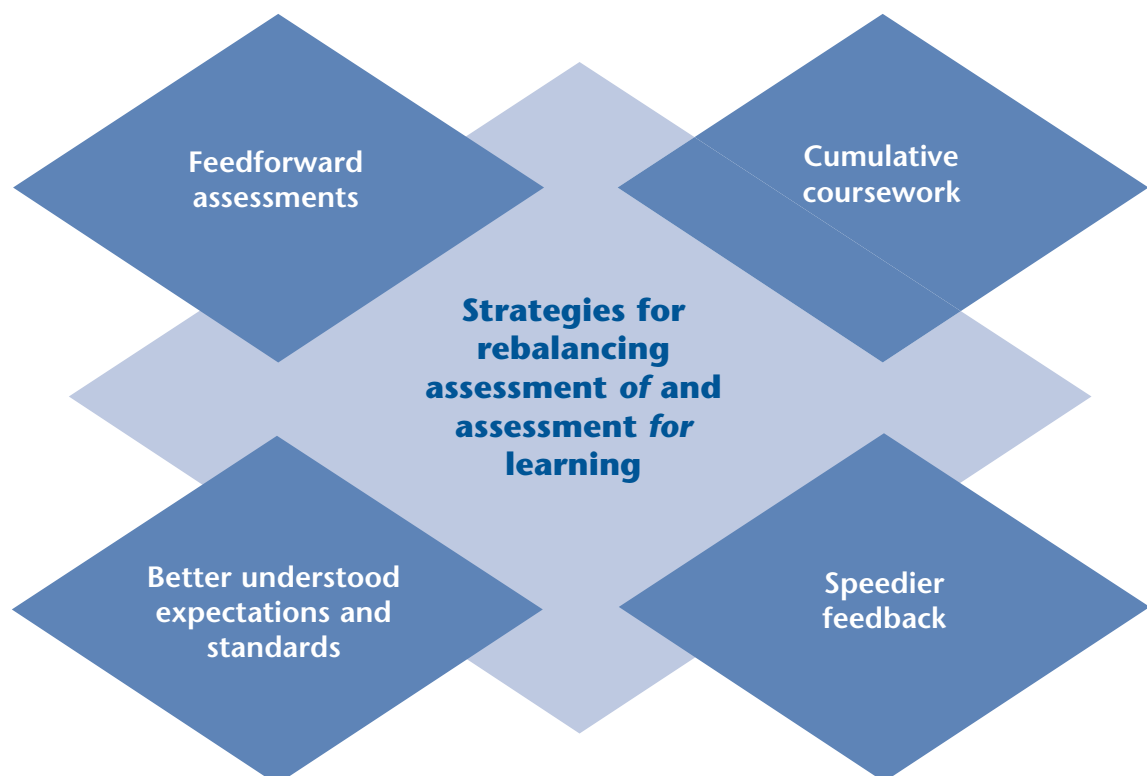 Feedforward
assessments
Cumulative
coursework
Strategies for
rebalancing
assessment of and
assessment for
learning
Better understood
expectations and
standards
Speedier
feedback